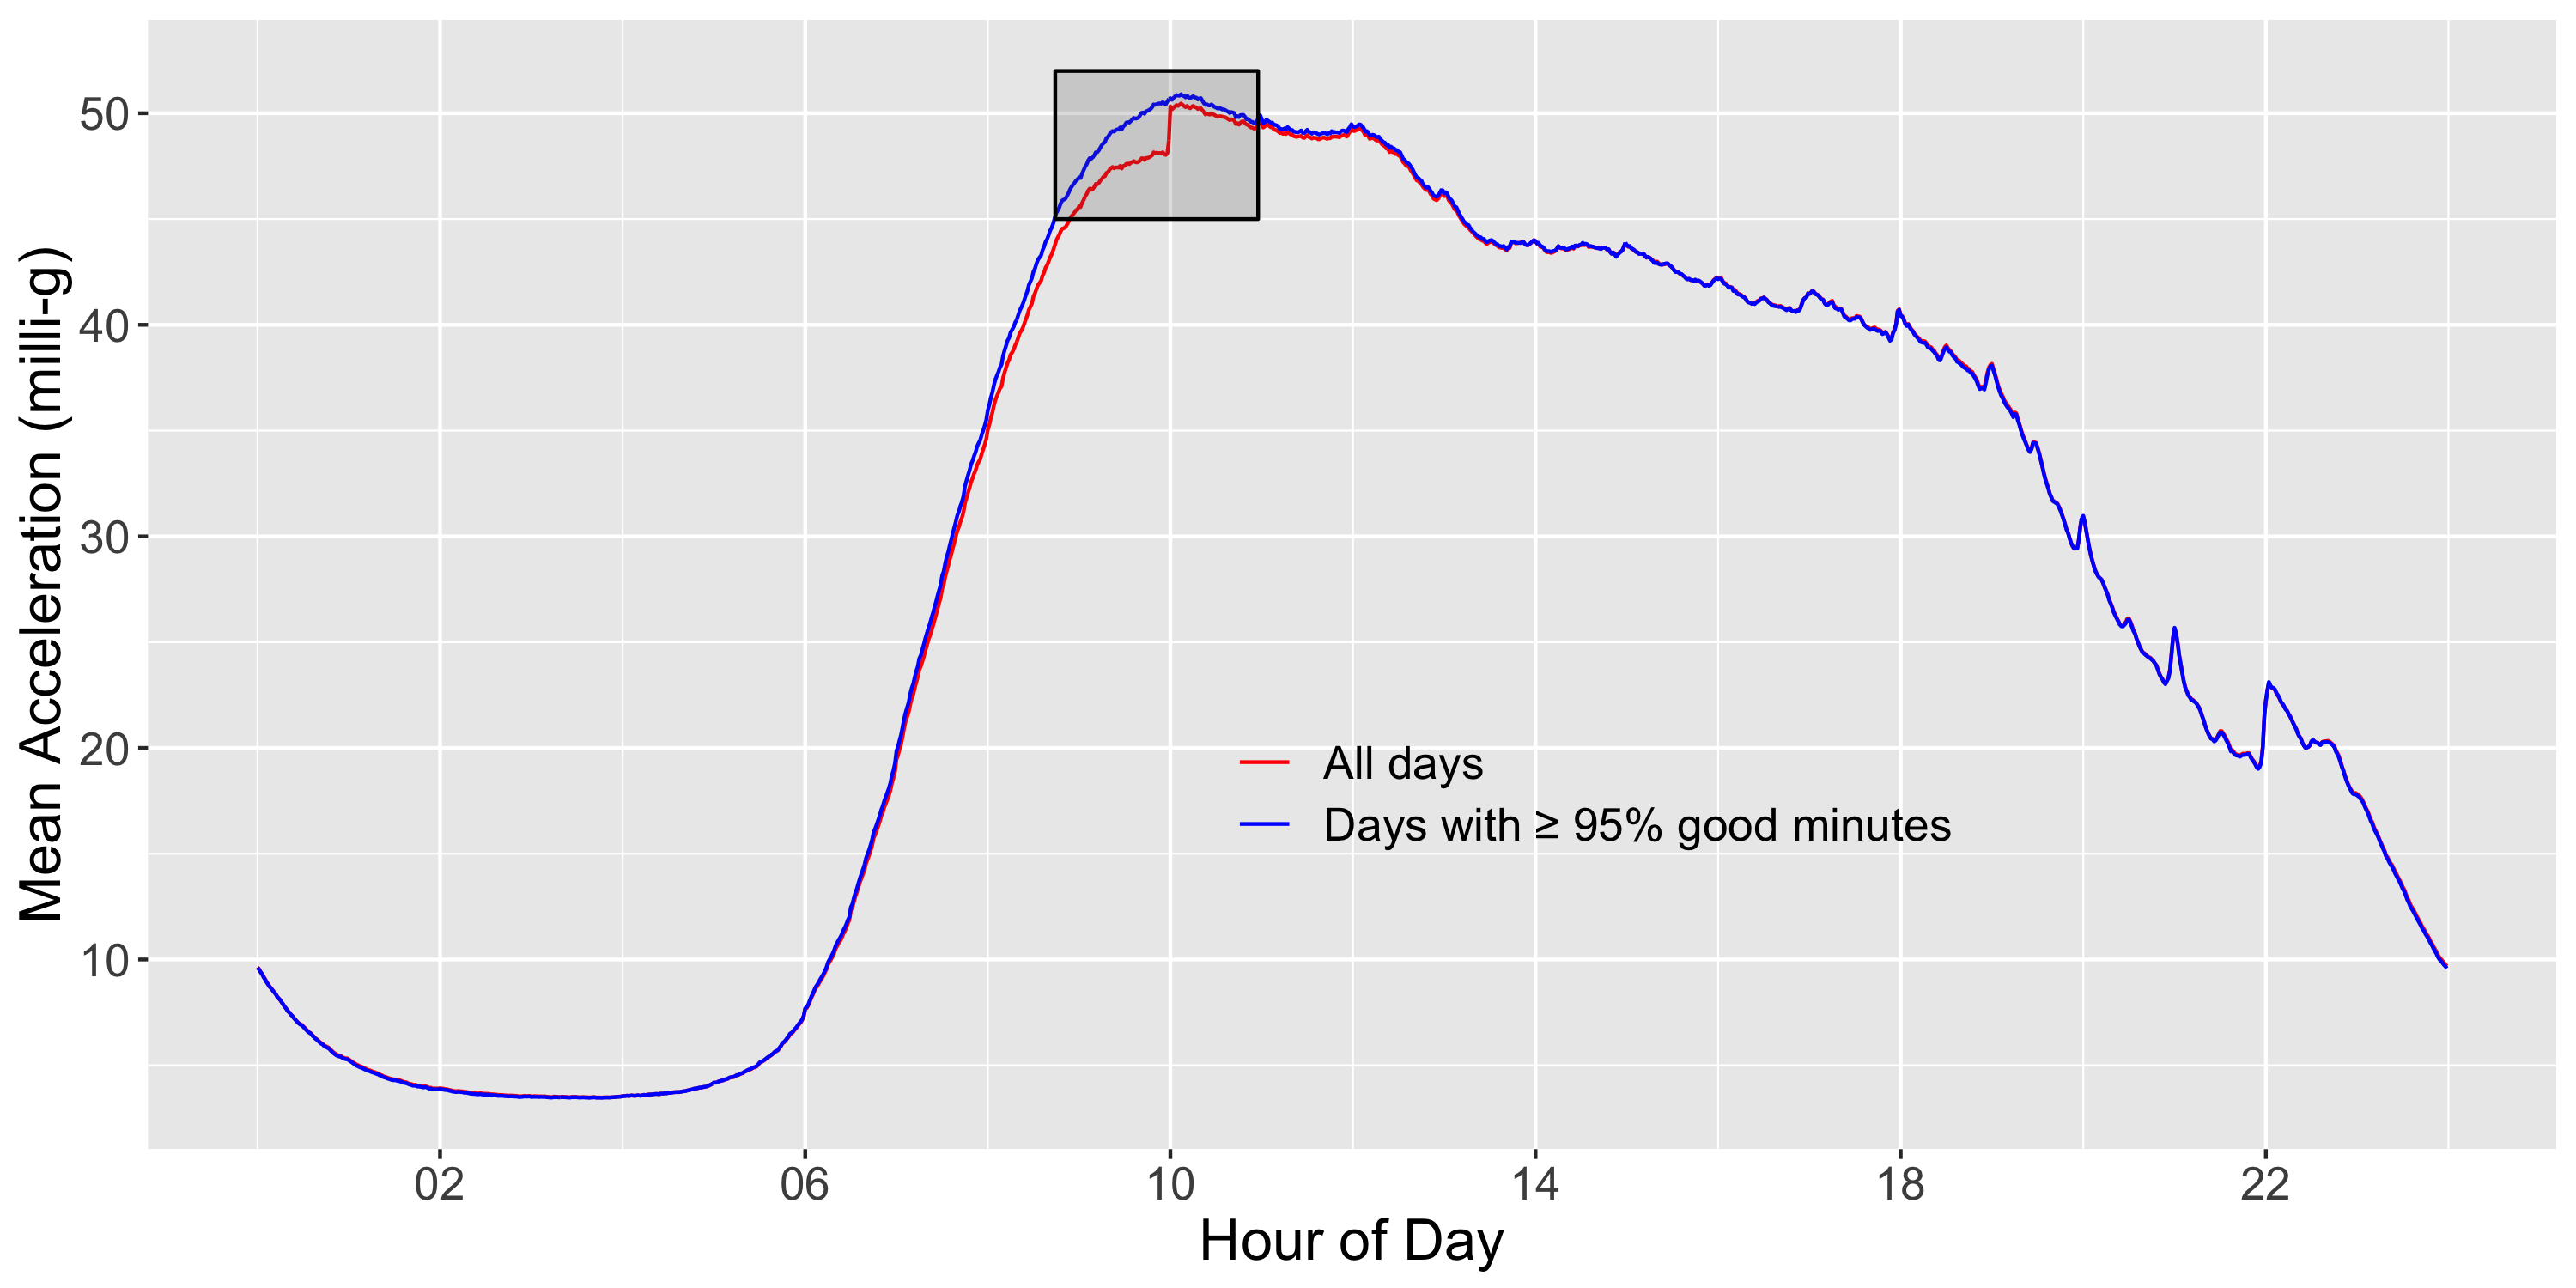 Mean Acceleration (milli-g)
50
40
30
20
10
All days
Days with ≥ 95% good minutes
02 06 10 14 18 22
Hour of Day